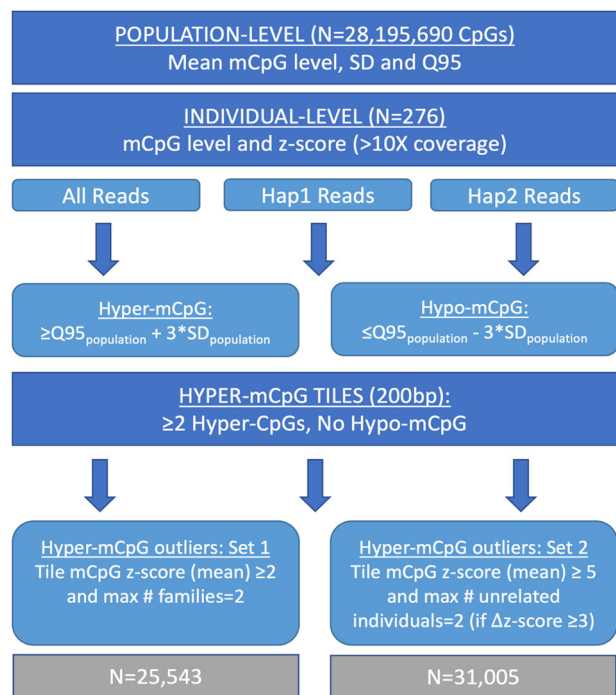 POPULATION-LEVEL (N=28,195,690 CpGs)
Mean mCpG level, SD and Q95
INDIVIDUAL-LEVEL (N=276)
mCpG level and z-score (>10X coverage)
All Reads
Hap1 Reads
Hap2 Reads
Hyper-mCpG:
≥Q95population + 3*SDpopulation
Hypo-mCpG:
≤Q95population - 3*SDpopulation
HYPER-mCpG TILES (200bp):
≥2 Hyper-CpGs, No Hypo-mCpG
Hyper-mCpG outliers: Set 1
Tile mCpG z-score (mean) ≥2
and max # families=2
Hyper-mCpG outliers: Set 2
Tile mCpG z-score (mean) ≥ 5
and max # unrelated
individuals=2 (if Δz-score ≥3)
N=25,543
N=31,005